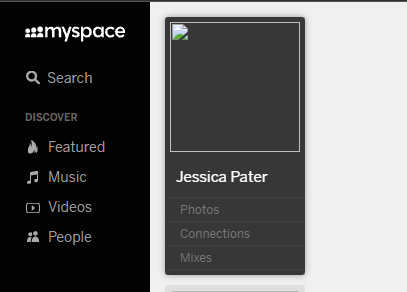 myspace
Search
DISCOVER
Featured
Music
Videos
People
Jessica Pater
Photos
Connections
Mixes